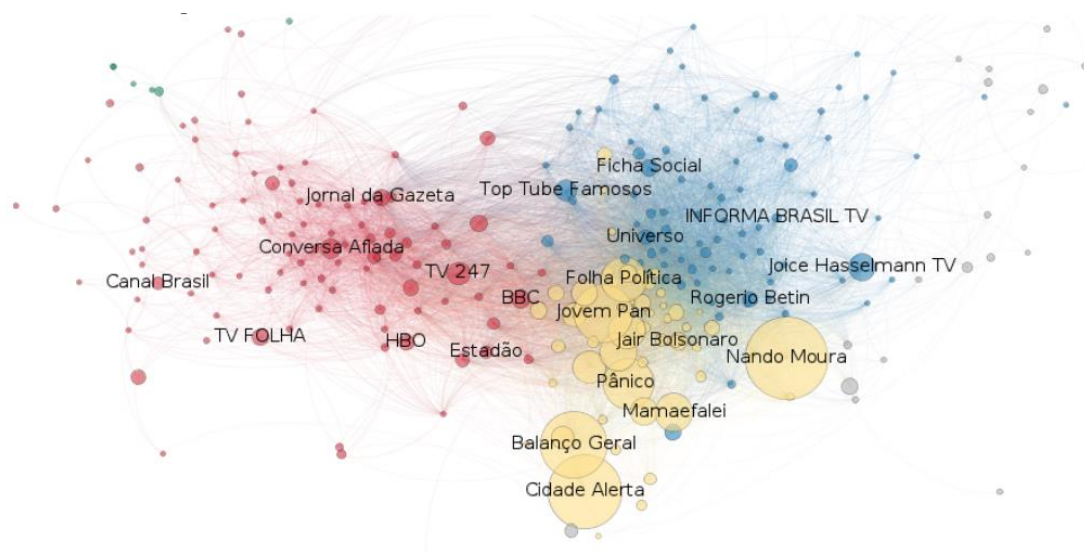 Ficha Social
Jornal da Gazeta
Top Tube Famosos
INFORMA BRASIL TV
Universo
Conversa Afiada
TV 247
Folha Política
Joice Hasselmann TV
Canal Brasil
BBC
Rogerio Betin
Jovem Pan
TV FOLHA
HBO
Jair Bolsonaro
Estadão
Nando Moura
Pânico
Mamaefalei
Balanço Geral
Cidade Alerta